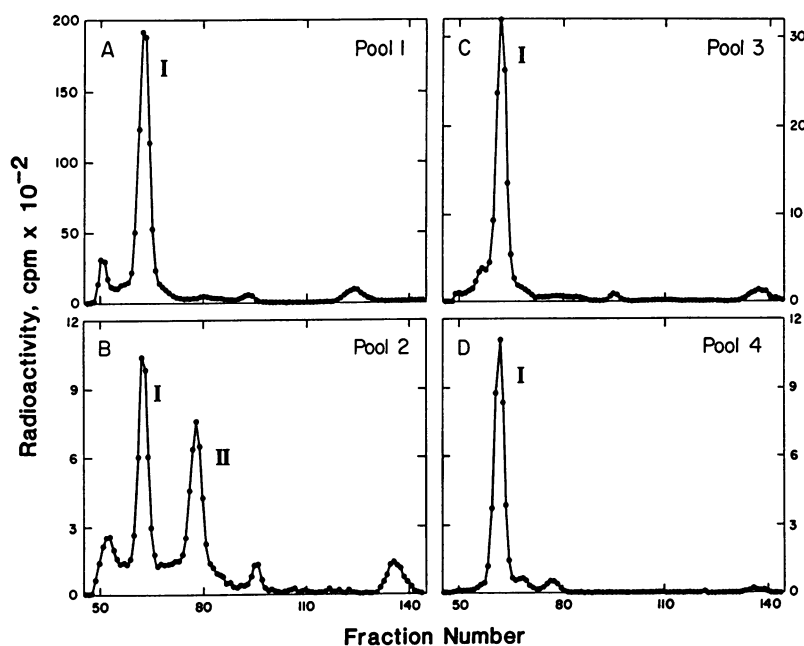 200
A
Pool 1
I
150
100
50
0
C
Pool 3
I
30
20
10
0
12
B
Pool 2
I
II
9
6
3
0
50
80
110
140
D
Pool 4
I
12
9
6
3
0
50
80
110
140
Radioactivity, cpm x 10⁻²
Fraction Number